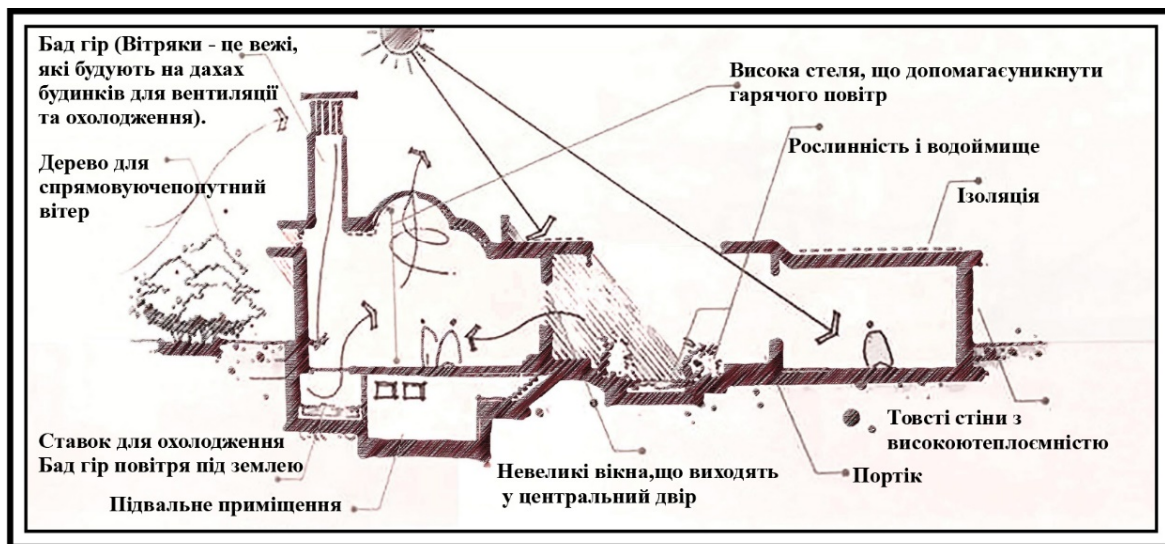 Бад гір (Вітряки - це вежі,
які будують на дахах
будинків для вентиляції
та охолодження).
Дерево для
спрямовуючепопутний
вітер
Висока стеля, що допомагаєуникнути
гарячого повітр
Рослинність і водоймище
Ізоляція
Ставок для охолодження
Бад гір повітря під землею
Підвальне приміщення
Невеликі вікна,що виходять
у центральний двір
Товсті стіни з
високоютеплоємністю
Портік